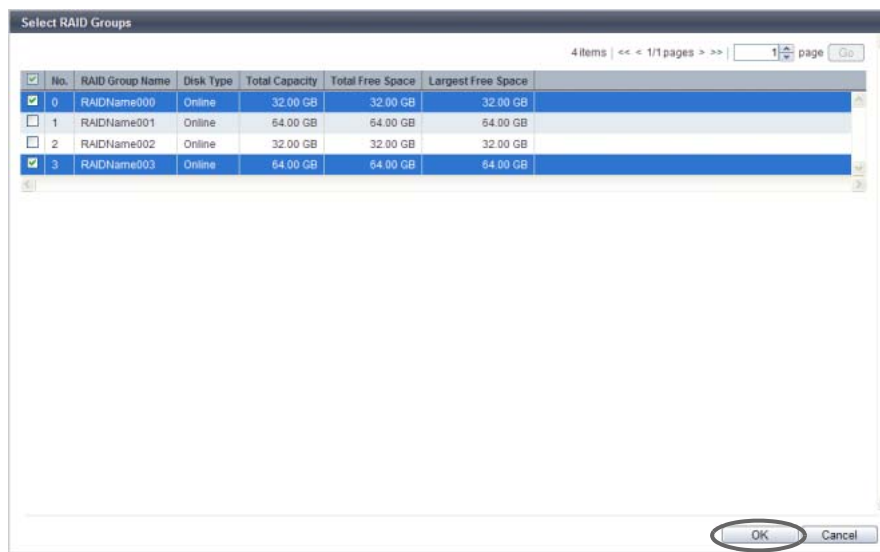 Select RAID Groups
4 items | << < 1/1 pages > >> | 1 page Go
No. RAID Group Name Disk Type Total Capacity Total Free Space Largest Free Space
0 RAIDName000 Online 32.00 GB 32.00 GB 32.00 GB
1 RAIDName001 Online 64.00 GB 64.00 GB 64.00 GB
2 RAIDName002 Online 32.00 GB 32.00 GB 32.00 GB
3 RAIDName003 Online 64.00 GB 64.00 GB 64.00 GB
OK Cancel